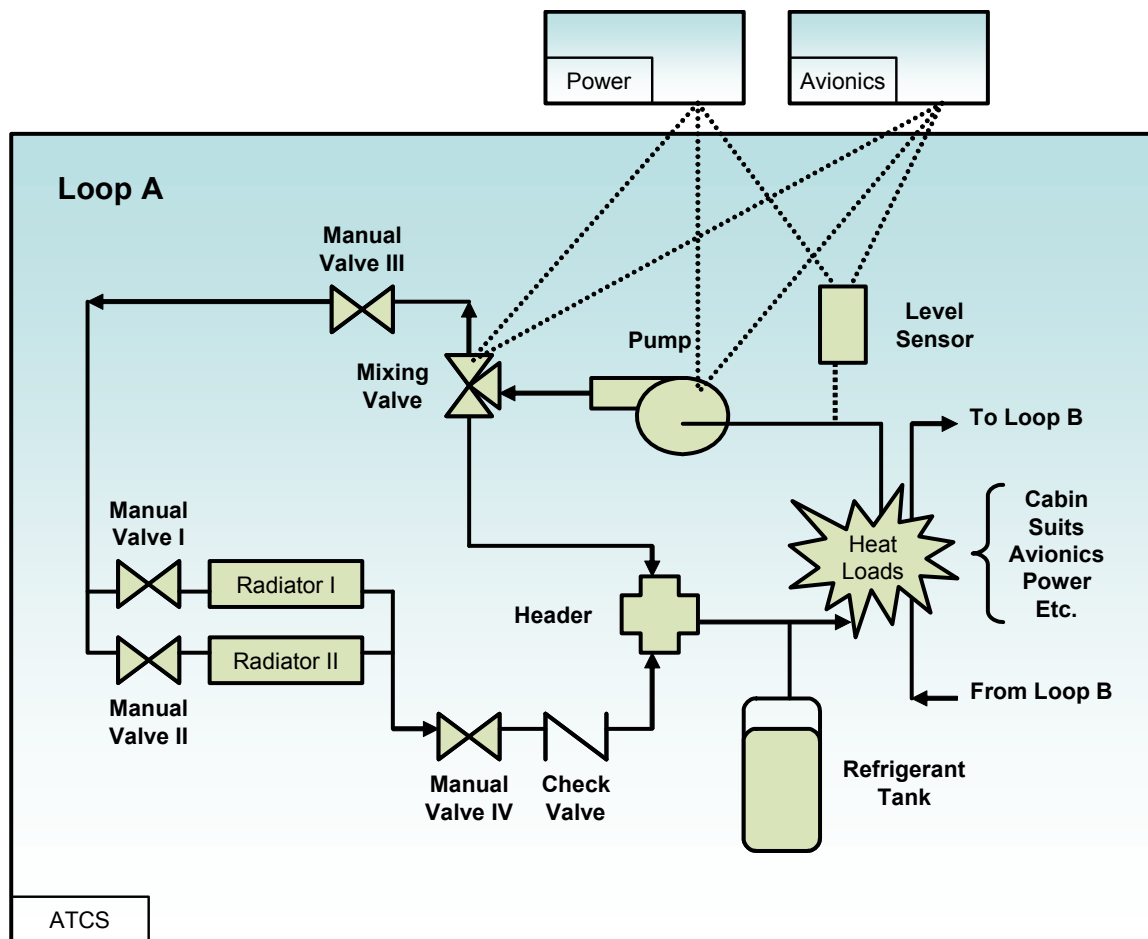 Power
Avionics
Loop A
Manual
Valve III
Level
Sensor
Pump
Mixing
Valve
To Loop B
Manual
Valve I
Cabin
Suits
Avionics
Power
Etc.
Heat
Loads
Radiator I
Header
Radiator II
From Loop B
Manual
Valve II
Manual
Valve IV
Check
Valve
Refrigerant
Tank
ATCS